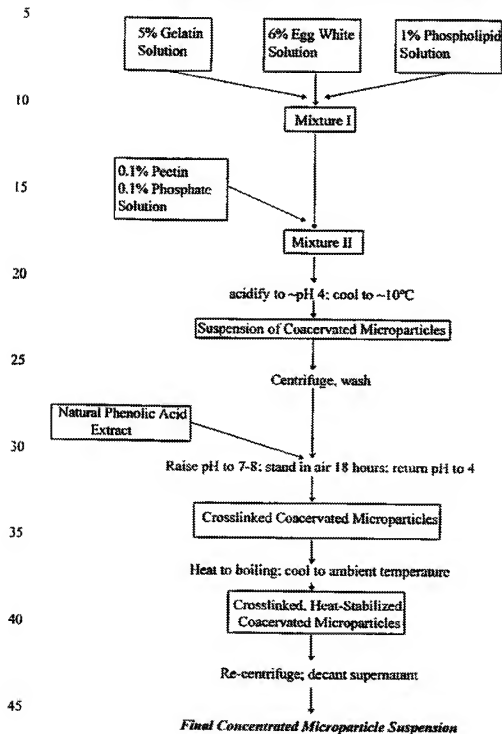 5
5% Gelatin
Solution
6% Egg White
Solution
1% Phospholipid
Solution
10
Mixture I
15
0.1% Pectin
0.1% Phosphate
Solution
Mixture II
20
acidify to ~pH 4; cool to ~10°C
Suspension of Coacervated Microparticles
25
Centrifuge, wash
Natural Phenolic Acid
Extract
30
Raise pH to 7-8; stand in air 18 hours; return pH to 4
Crosslinked Coacervated Microparticles
35
Heat to boiling; cool to ambient temperature
Crosslinked, Heat-Stabilized
Coacervated Microparticles
40
Re-centrifuge; decant supernatant
45
Final Concentrated Microparticle Suspension